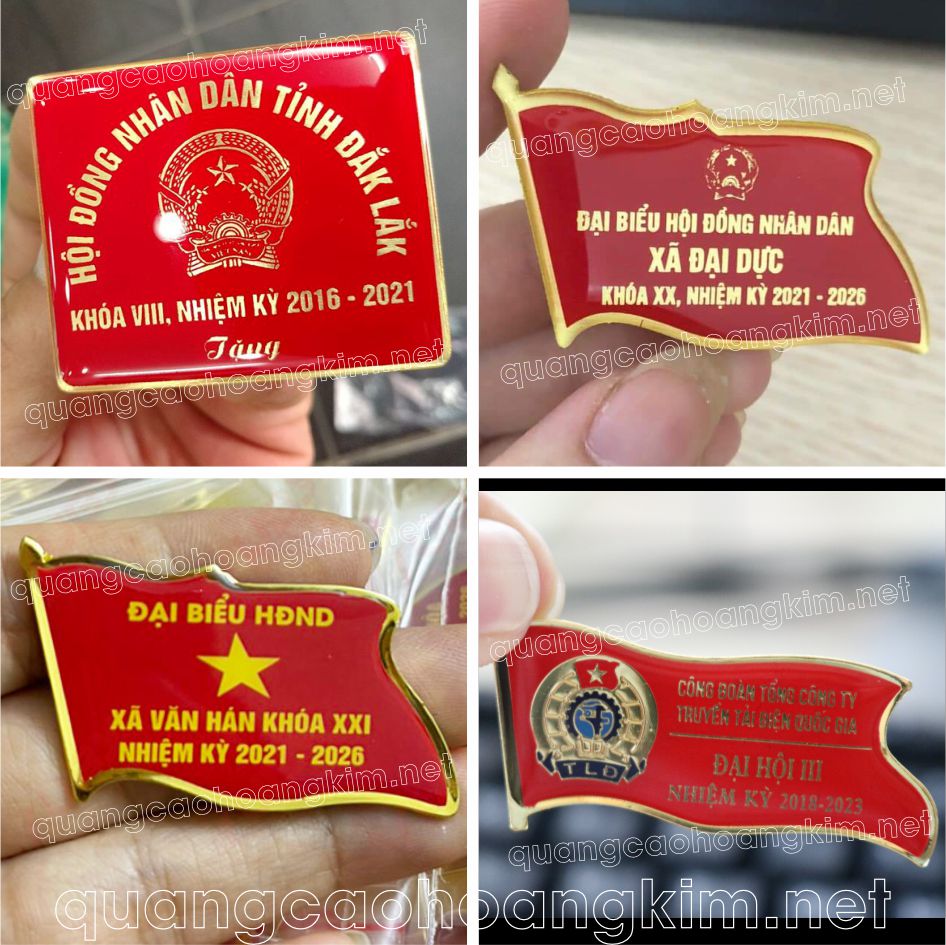 quangcaohoangkim.net
HỘI ĐỒNG NHÂN DÂN TỈNH ĐẮK LẮK
VIỆT NAM
KHÓA VIII, NHIỆM KỲ 2016 - 2021
Tặng
quangcaohoangkim.net
quangcaohoangkim.net
ĐẠI BIỂU HỘI ĐỒNG NHÂN DÂN
XÃ ĐẠI DỰC
KHÓA XX, NHIỆM KỲ 2021 - 2026
quangcaohoangkim.net
quangcaohoangkim.net
ĐẠI BIỂU HĐND
XÃ VĂN HÁN KHÓA XXI
NHIỆM KỲ 2021 - 2026
quangcaohoangkim.net
quangcaohoangkim.net
CÔNG ĐOÀN TỔNG CÔNG TY
TRUYỀN TẢI ĐIỆN QUỐC GIA
TLĐ
ĐẠI HỘI III
NHIỆM KỲ 2018-2023
quangcaohoangkim.net
quangcaohoangkim.net